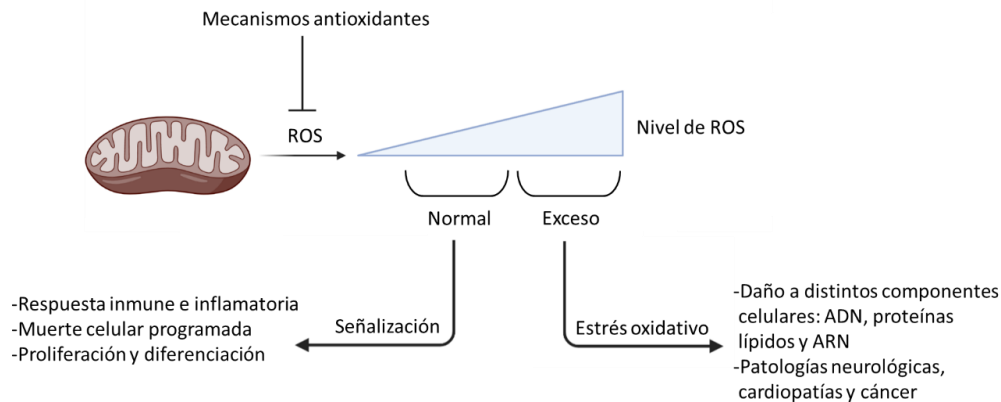 Mecanismos antioxidantes
ROS
Nivel de ROS
Normal
Exceso
-Respuesta inmune e inflamatoria
-Muerte celular programada
-Proliferación y diferenciación
Señalización
Estrés oxidativo
-Daño a distintos componentes
celulares: ADN, proteínas
lípidos y ARN
-Patologías neurológicas,
cardiopatías y cáncer